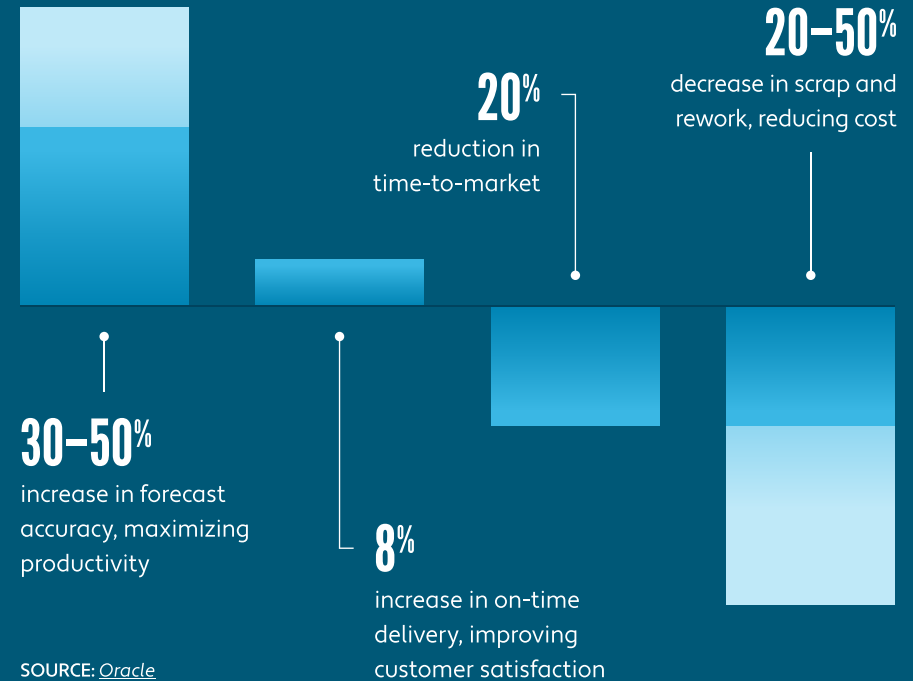 20–50%
decrease in scrap and
rework, reducing cost
20%
reduction in
time-to-market
30–50%
increase in forecast
accuracy, maximizing
productivity
8%
increase in on-time
delivery, improving
customer satisfaction
SOURCE: Oracle